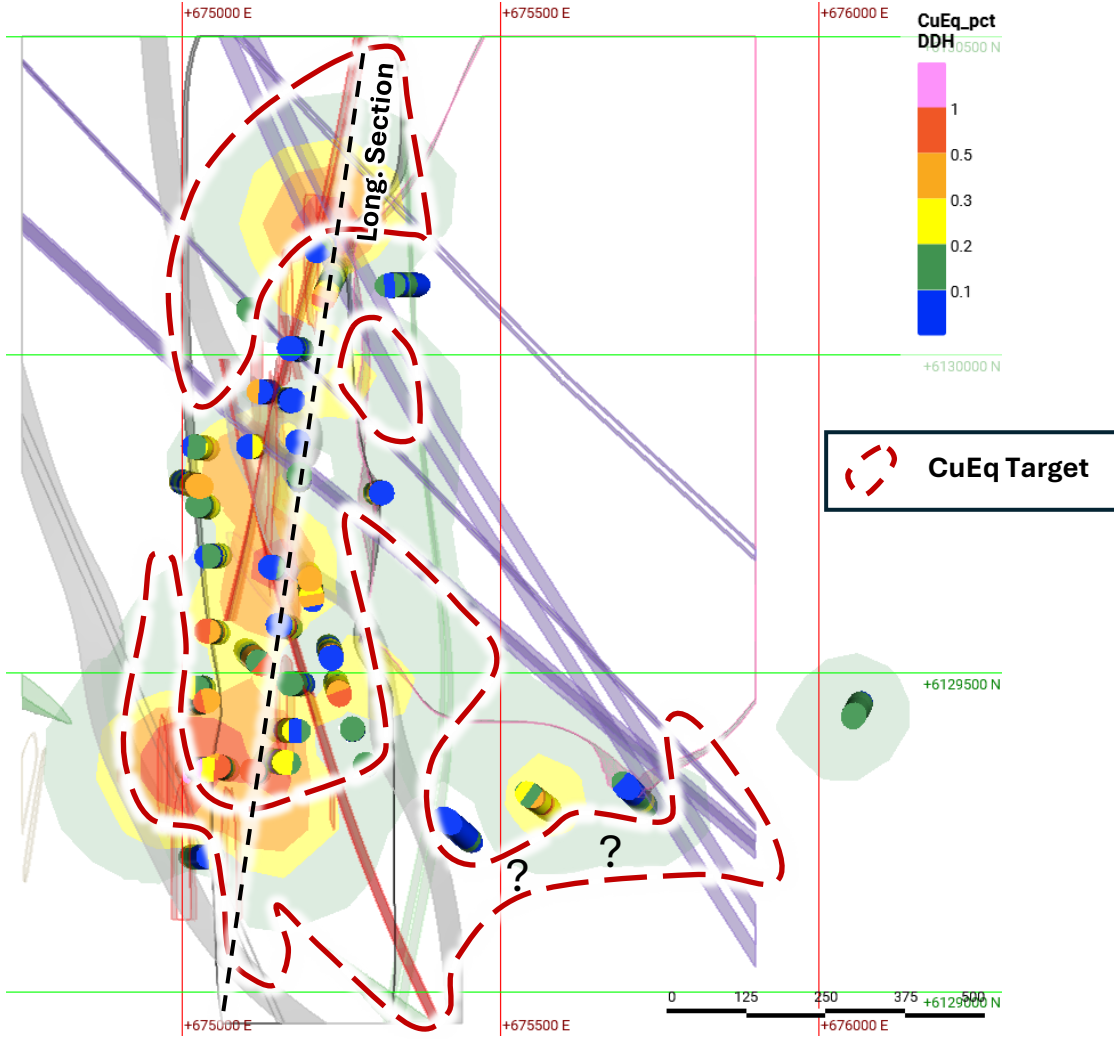 +675000 E
+675500 E
+676000 E
CuEq_pct
DDH
+6130500 N
1
0.5
0.3
0.2
0.1
Long. Section
+6130000 N
CuEq Target
+6129500 N
?
?
0
125
250
375
500
+6129000 N
+675000 E
+675500 E
+676000 E